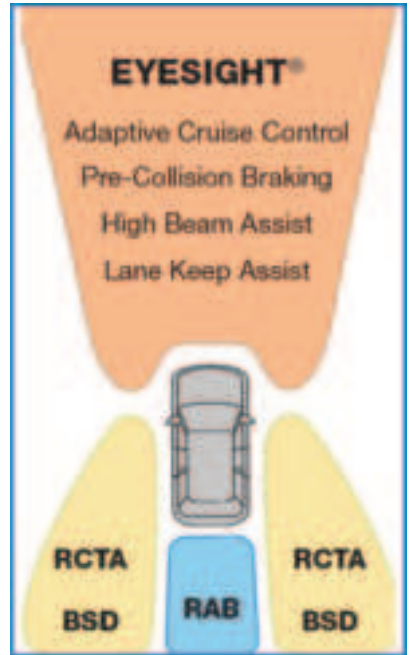 EYESIGHT®
Adaptive Cruise Control
Pre-Collision Braking
High Beam Assist
Lane Keep Assist
RCTA
BSD
RAB
RCTA
BSD